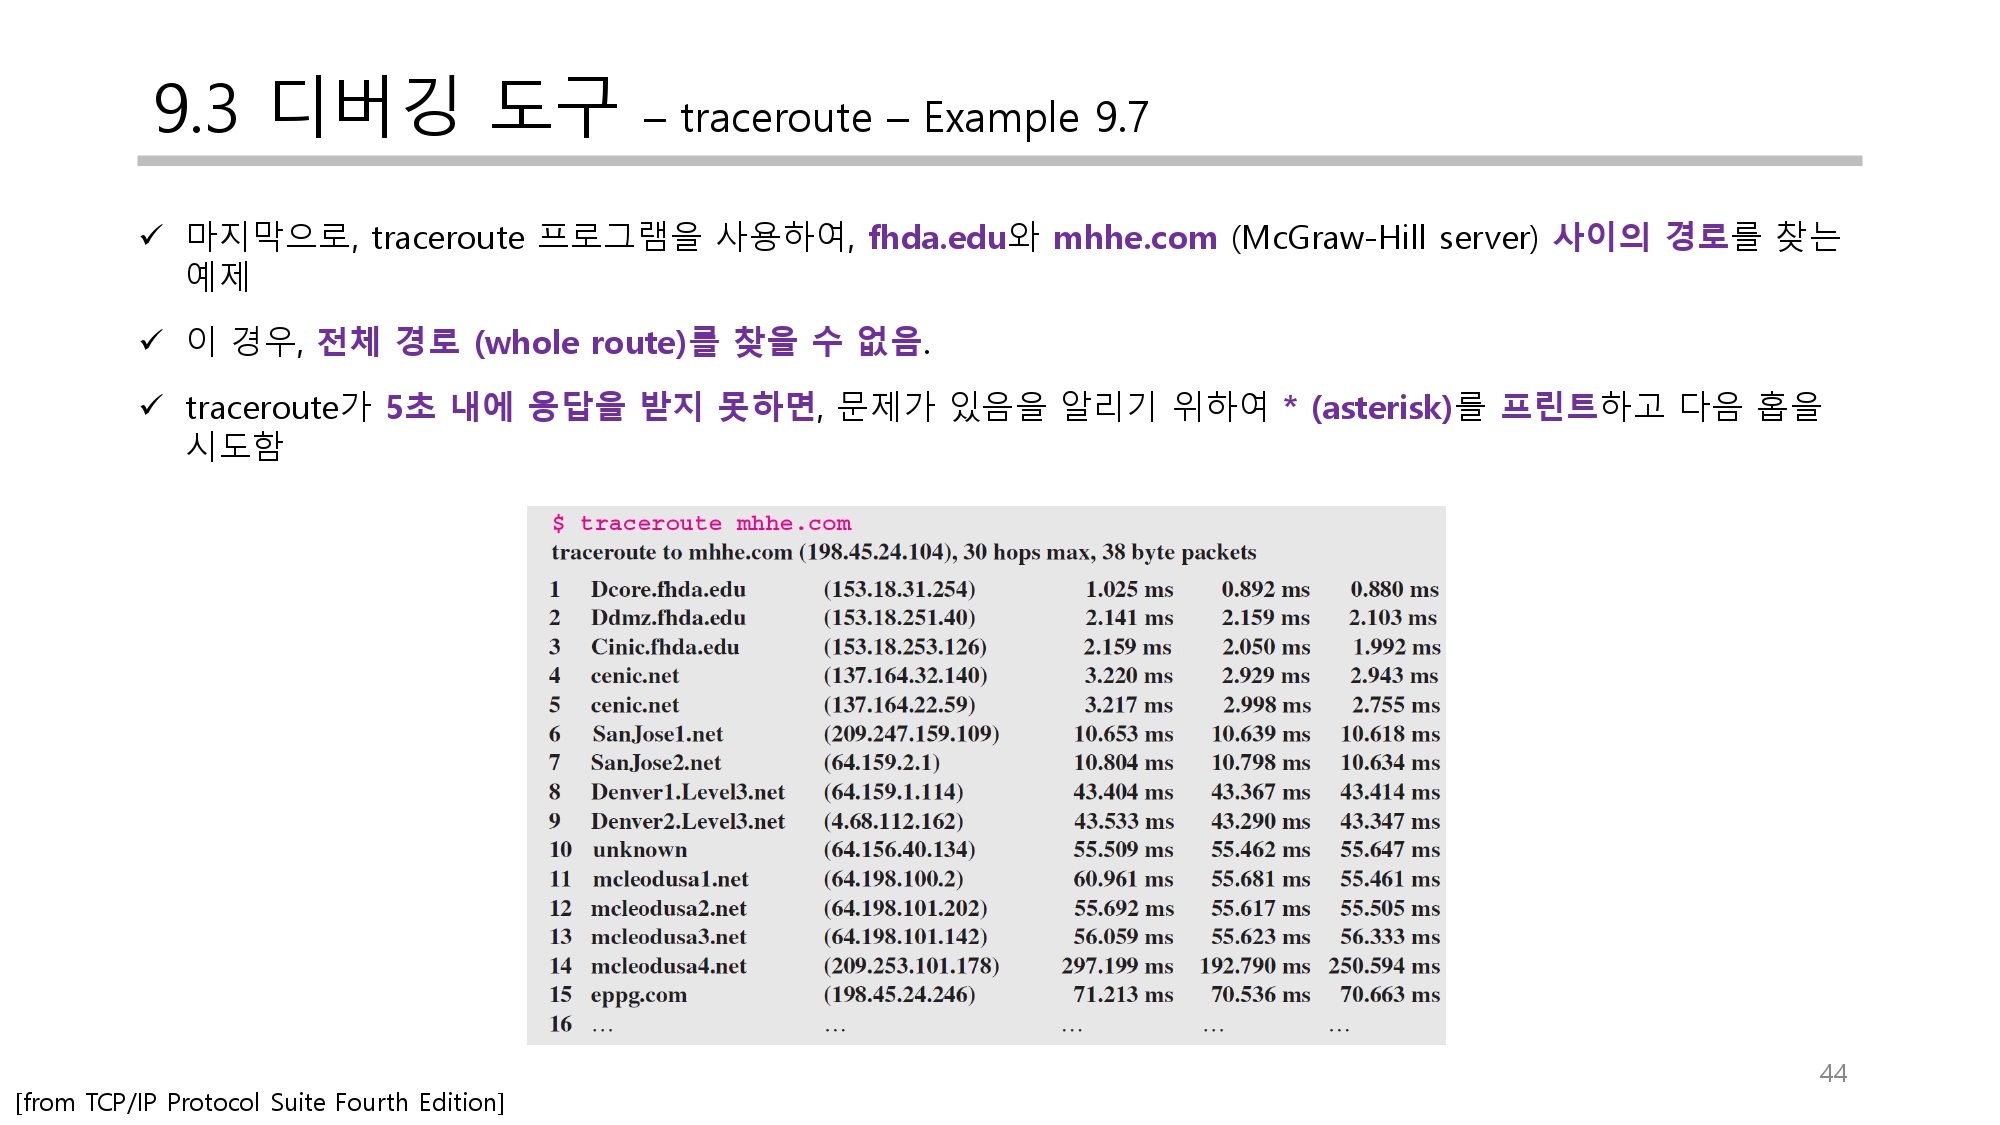 9.3 디버깅 도구 – traceroute – Example 9.7
✓ 마지막으로, traceroute 프로그램을 사용하여, fhda.edu와 mhhe.com (McGraw-Hill server) 사이의 경로를 찾는
예제
✓ 이 경우, 전체 경로 (whole route)를 찾을 수 없음.
✓ traceroute가 5초 내에 응답을 받지 못하면, 문제가 있음을 알리기 위하여 * (asterisk)를 프린트하고 다음 홉을
시도함
$ traceroute mhhe.com
traceroute to mhhe.com (198.45.24.104), 30 hops max, 38 byte packets
1 Dcore.fhda.edu (153.18.31.254) 1.025 ms 0.892 ms 0.880 ms
2 Ddmz.fhda.edu (153.18.251.40) 2.141 ms 2.159 ms 2.103 ms
3 Cinic.fhda.edu (153.18.253.126) 2.159 ms 2.050 ms 1.992 ms
4 cenic.net (137.164.32.140) 3.220 ms 2.929 ms 2.943 ms
5 cenic.net (137.164.22.59) 3.217 ms 2.998 ms 2.755 ms
6 SanJose1.net (209.247.159.109) 10.653 ms 10.639 ms 10.618 ms
7 SanJose2.net (64.159.2.1) 10.804 ms 10.798 ms 10.634 ms
8 Denver1.Level3.net (64.159.1.114) 43.404 ms 43.367 ms 43.414 ms
9 Denver2.Level3.net (4.68.112.162) 43.533 ms 43.290 ms 43.347 ms
10 unknown (64.156.40.134) 55.509 ms 55.462 ms 55.647 ms
11 mcleodusa1.net (64.198.100.2) 60.961 ms 55.681 ms 55.461 ms
12 mcleodusa2.net (64.198.101.202) 55.692 ms 55.617 ms 55.505 ms
13 mcleodusa3.net (64.198.101.142) 56.059 ms 55.623 ms 56.333 ms
14 mcleodusa4.net (209.253.101.178) 297.199 ms 192.790 ms 250.594 ms
15 eppg.com (198.45.24.246) 71.213 ms 70.536 ms 70.663 ms
16 … … … … …
44
[from TCP/IP Protocol Suite Fourth Edition]